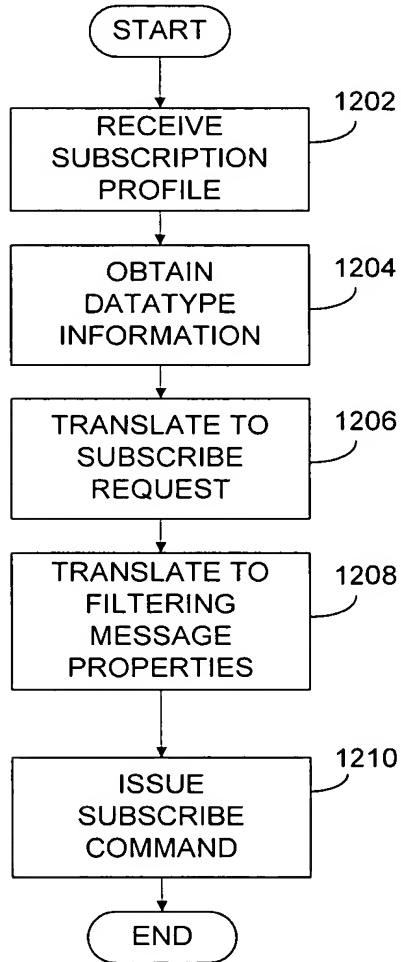 START
1202
RECEIVE
SUBSCRIPTION
PROFILE
1204
OBTAIN
DATATYPE
INFORMATION
1206
TRANSLATE TO
SUBSCRIBE
REQUEST
1208
TRANSLATE TO
FILTERING
MESSAGE
PROPERTIES
1210
ISSUE
SUBSCRIBE
COMMAND
END